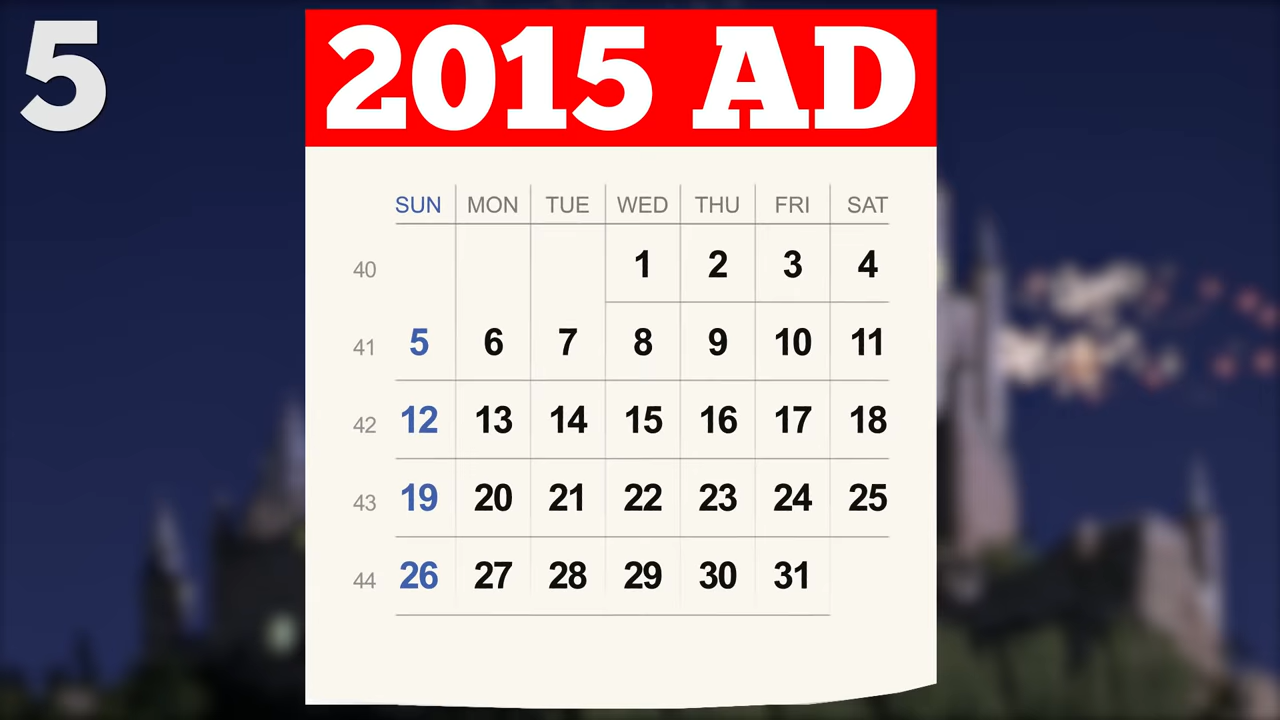 5
2015 AD
SUN MON TUE WED THU FRI SAT
40 1 2 3 4
41 5 6 7 8 9 10 11
42 12 13 14 15 16 17 18
43 19 20 21 22 23 24 25
44 26 27 28 29 30 31